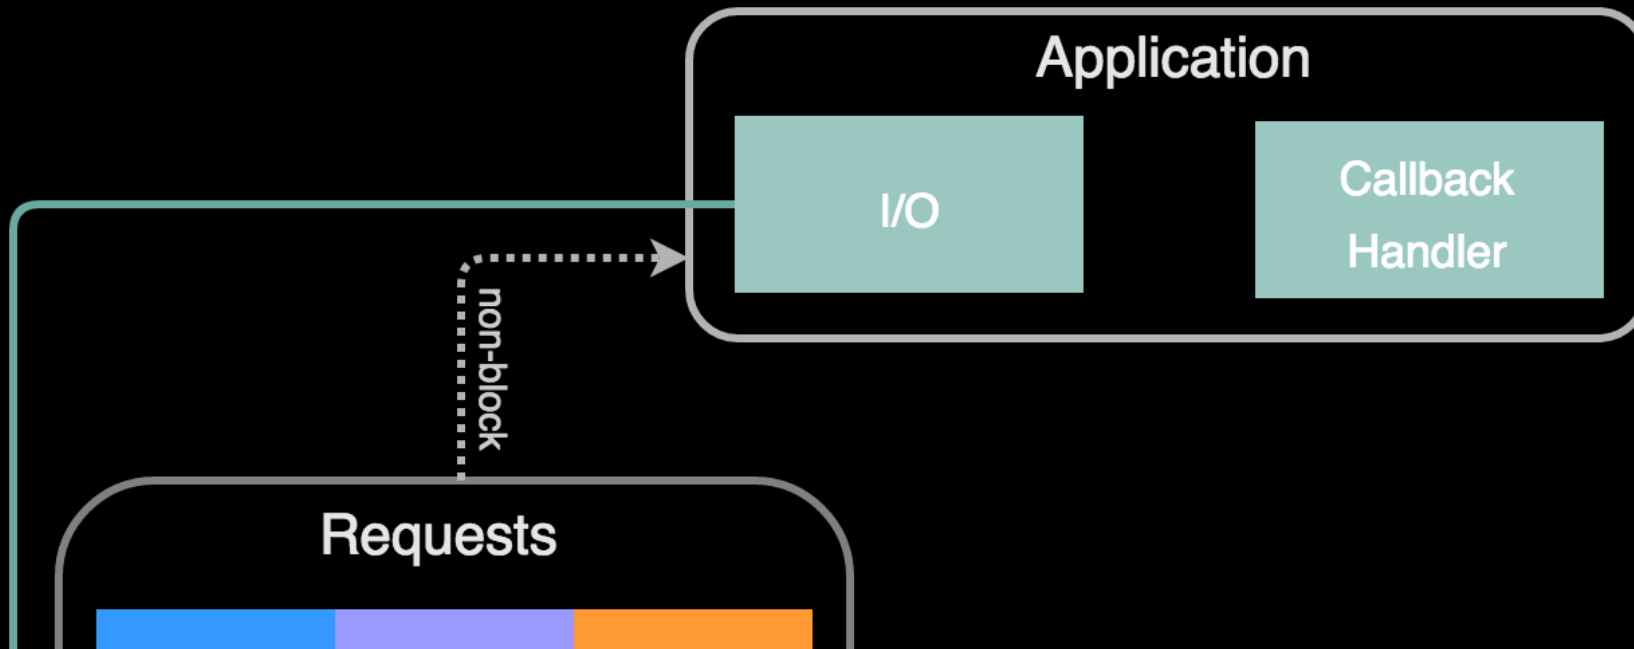 Application
I/O
Callback
Handler
non-block
Requests